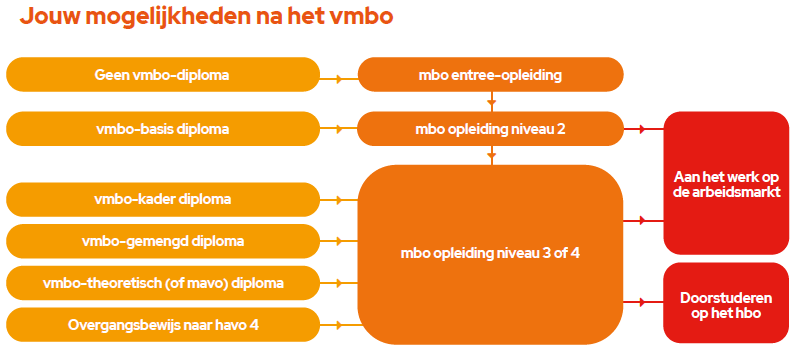 Jouw mogelijkheden na het vmbo
Geen vmbo-diploma
mbo entree-opleiding
vmbo-basis diploma
mbo opleiding niveau 2
Aan het werk op
de arbeidsmarkt
vmbo-kader diploma
vmbo-gemengd diploma
mbo opleiding niveau 3 of 4
vmbo-theoretisch (of mavo) diploma
Doorstuderen
op het hbo
Overgangsbewijs naar havo 4